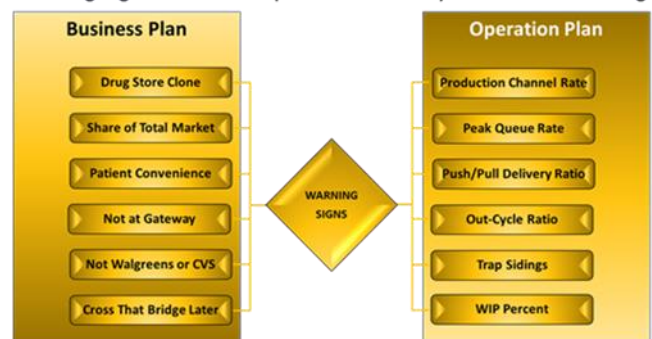 Business Plan
Drug Store Clone
Share of Total Market
Patient Convenience
Not at Gateway
Not Walgreens or CVS
Cross That Bridge Later
WARNING
SIGNS
Operation Plan
Production Channel Rate
Peak Queue Rate
Push/Pull Delivery Ratio
Out-Cycle Ratio
Trap Sidings
WIP Percent